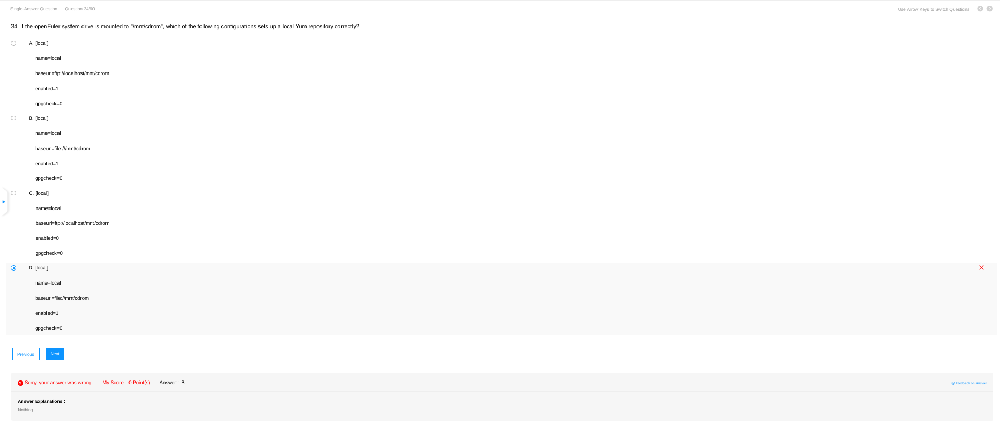 Single-Answer Question Question 34/60
Use Arrow Keys to Switch Questions
34. If the openEuler system drive is mounted to "/mnt/cdrom", which of the following configurations sets up a local Yum repository correctly?
A. [local]
name=local
baseurl=ftp://localhost/mnt/cdrom
enabled=1
gpgcheck=0
B. [local]
name=local
baseurl=file:///mnt/cdrom
enabled=1
gpgcheck=0
C. [local]
name=local
baseurl=ftp://localhost/mnt/cdrom
enabled=0
gpgcheck=0
D. [local]
name=local
baseurl=file://mnt/cdrom
enabled=1
gpgcheck=0
Previous Next
Sorry, your answer was wrong. My Score：0 Point(s) Answer：B
Feedback on Answer
Answer Explanations：
Nothing